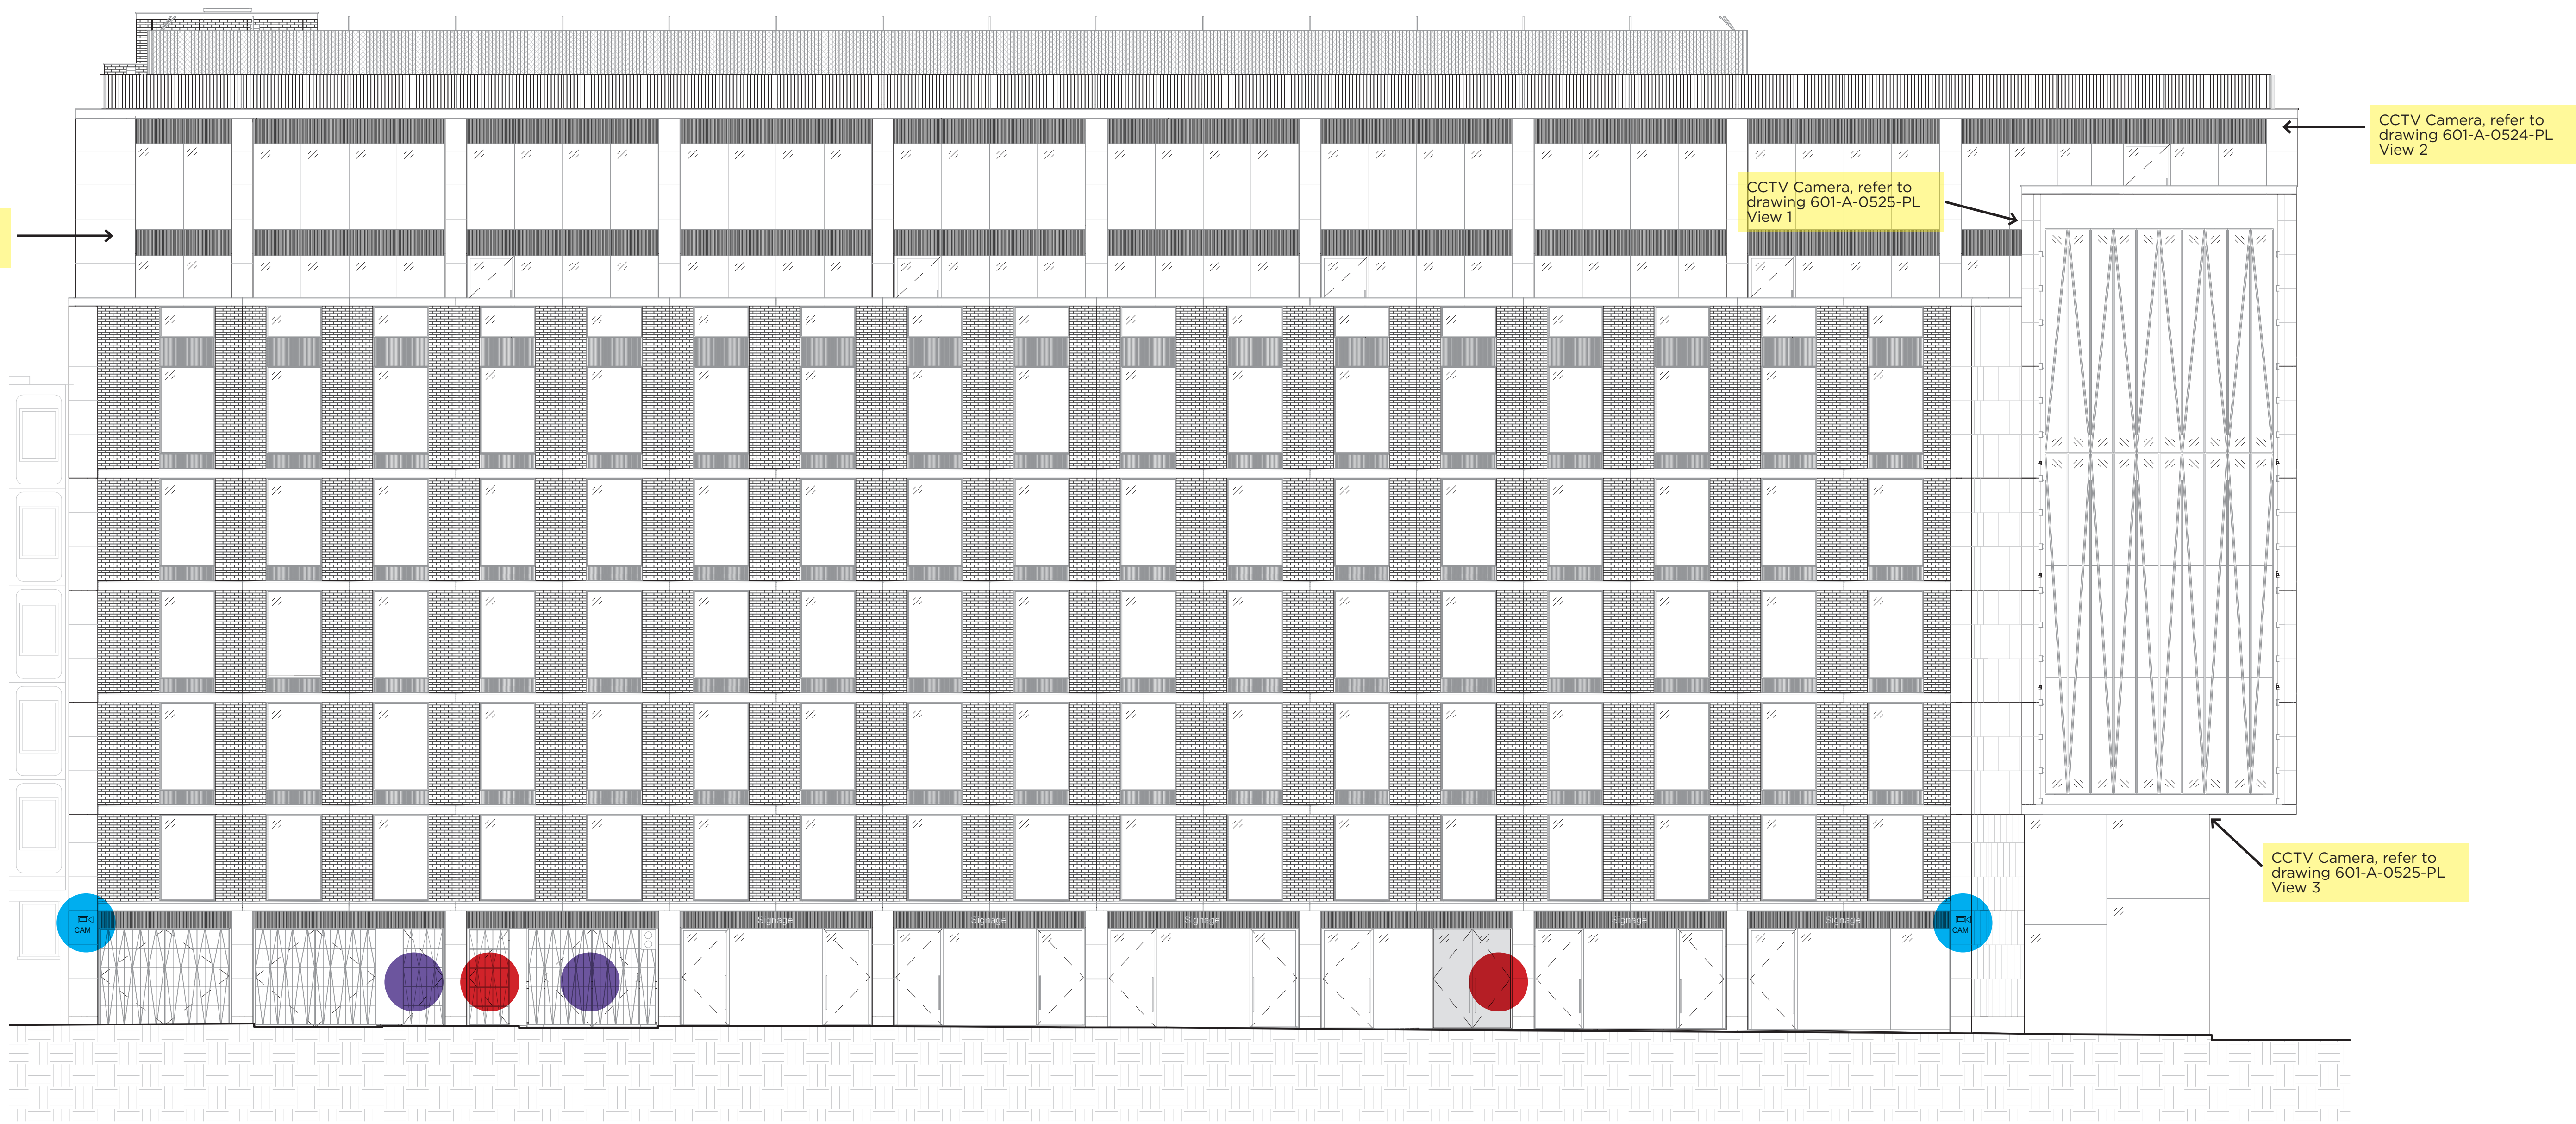 CCTV Camera, refer to
drawing 601-A-0524-PL
View 2
CCTV Camera, refer to
drawing 601-A-0525-PL
View 1
CCTV Camera, refer to
drawing 601-A-0525-PL
View 3
CAM
Signage
Signage
Signage
Signage
Signage
CAM